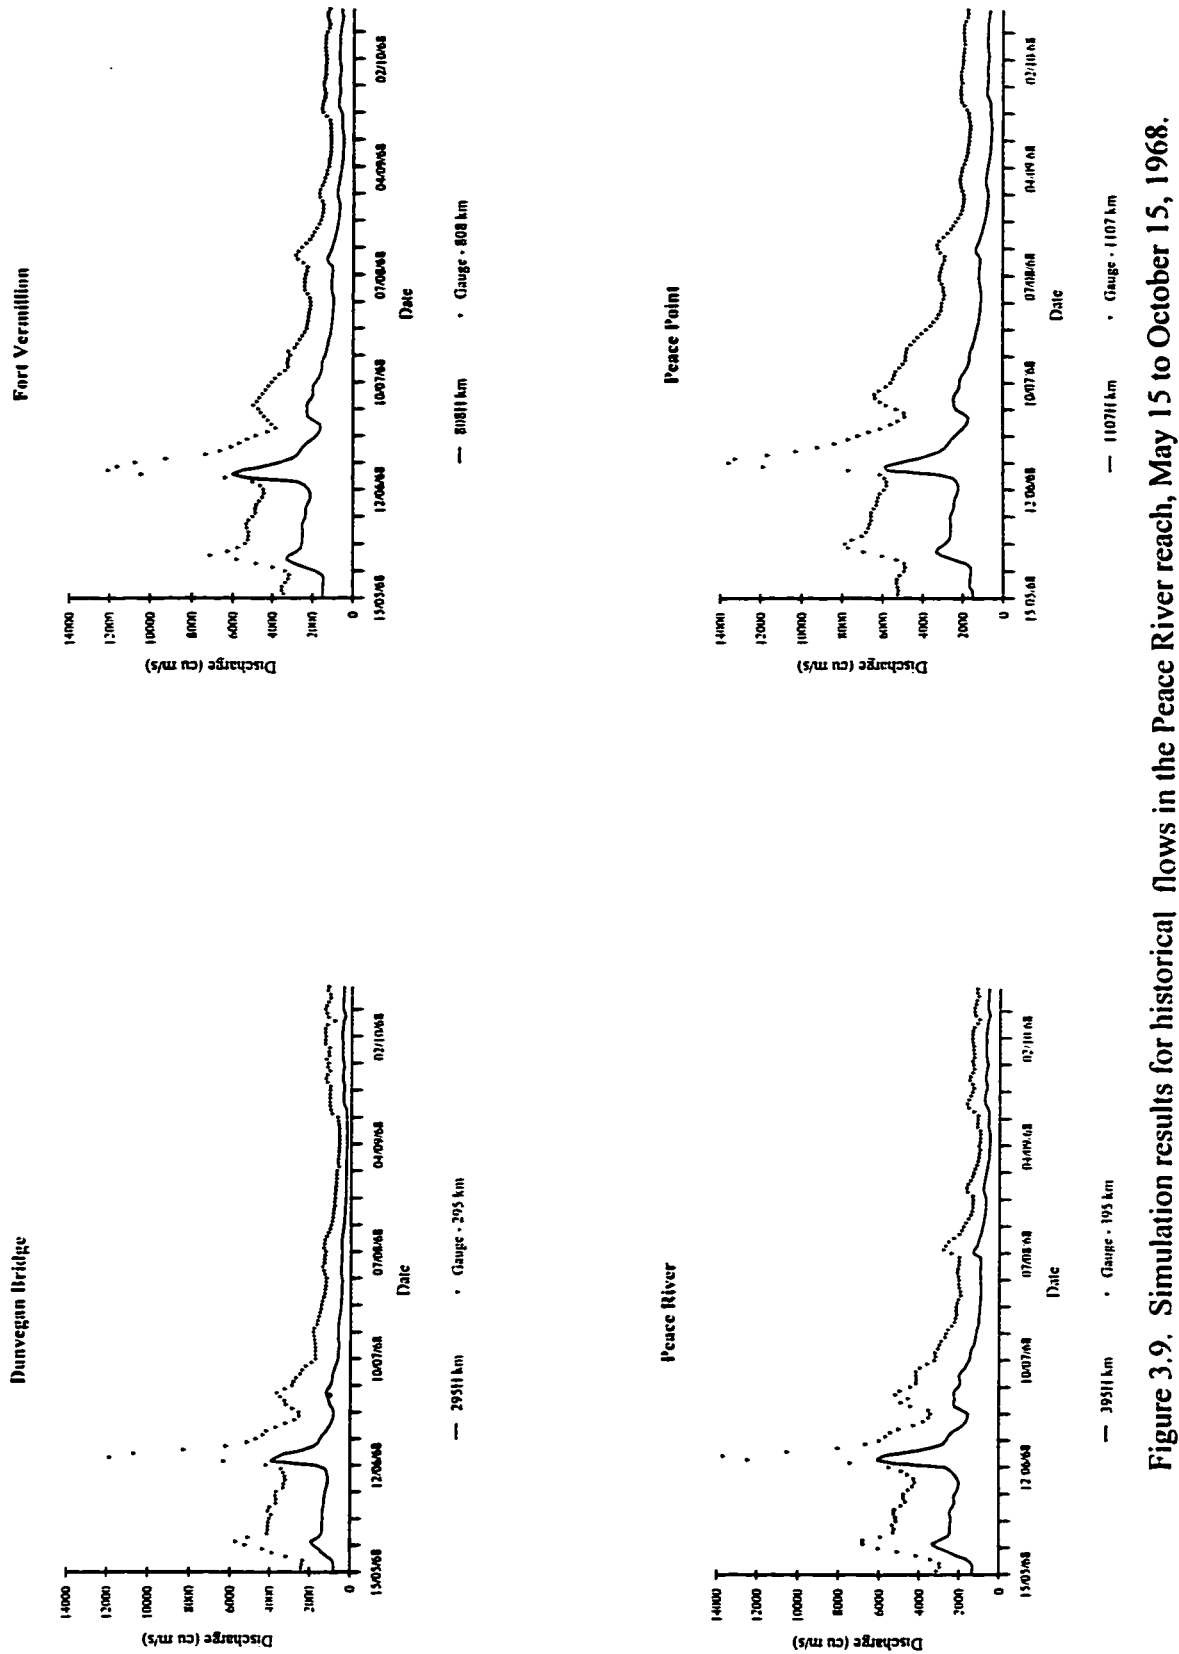 Dunvegan Bridge
14000
12000
10000
8000
6000
4000
2000
0
Discharge (cu m/s)
15/05/68
12/06/68
10/07/68
07/08/68
04/09/68
02/10/68
Date
— 295H km
• Gauge - 295 km
Fort Vermillion
14000
12000
10000
8000
6000
4000
2000
0
Discharge (cu m/s)
15/05/68
12/06/68
10/07/68
07/08/68
04/09/68
02/10/68
Date
— 808H km
• Gauge - 808 km
Peace River
14000
12000
10000
8000
6000
4000
2000
0
Discharge (cu m/s)
15/05/68
12/06/68
10/07/68
07/08/68
04/09/68
02/10/68
Date
— 395H km
• Gauge - 395 km
Peace Point
14000
12000
10000
8000
6000
4000
2000
0
Discharge (cu m/s)
15/05/68
12/06/68
10/07/68
07/08/68
04/09/68
02/10/68
Date
— 1107H km
• Gauge - 1107 km
Figure 3.9. Simulation results for historical flows in the Peace River reach, May 15 to October 15, 1968.